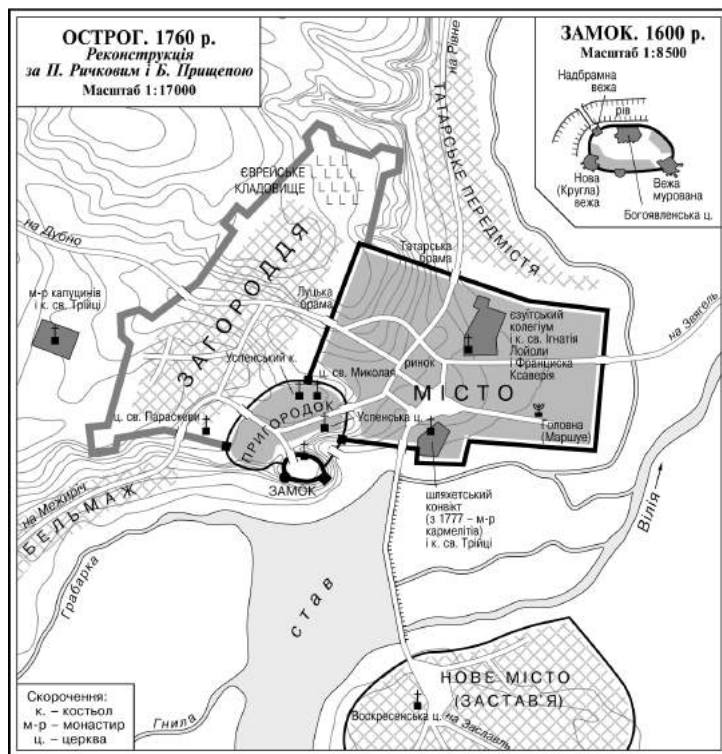 ОСТРОГ. 1760 р.
Реконструкція
за П. Ричковим і Б. Прищепою
Масштаб 1:17000
ЗАМОК. 1600 р.
Масштаб 1:8500
Надбрамна
вежа
рів
Нова
(Кругла)
вежа
Вежа
мурована
Богоявленська ц.
на Рівне
ТАТАРСЬКЕ ПЕРЕДМІСТЯ
ЄВРЕЙСЬКЕ
КЛАДОВИЩЕ
на Дубно
ЗАГОРОДДЯ
Татарська
брама
м-р капуцинів
і к. св. Трійці
Луцька
брама
єзуїтський
колегіум
і к. св. Ігнатія
Лойоли
і Франциска
Ксаверія
на Звягель
Успенський к.
ц. св. Миколая
ринок
МІСТО
ц. св. Параскеви
ПРИГОРОДОК
Успенська ц.
Головна
(Маршуе)
ЗАМОК
на Межиріч
БЕЛЬМАЖ
шляхетський
конвікт
(з 1777 – м-р
кармелітів)
і к. св. Трійці
Вілія
Грабарка
став
НОВЕ МІСТО
(ЗАСТАВ'Я)
Воскресенська ц.
на Заславль
Гнила
Скорочення:
к. – костьол
м-р – монастир
ц. – церква